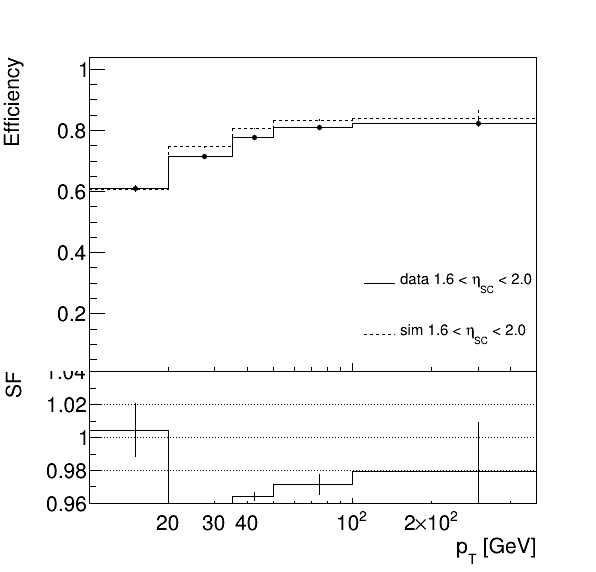 Efficiency
1
0.8
0.6
0.4
0.2
data 1.6 < η_SC < 2.0
sim 1.6 < η_SC < 2.0
SF
1.04
1.02
1
0.98
0.96
20 30 40 10² 2×10²
p_T [GeV]